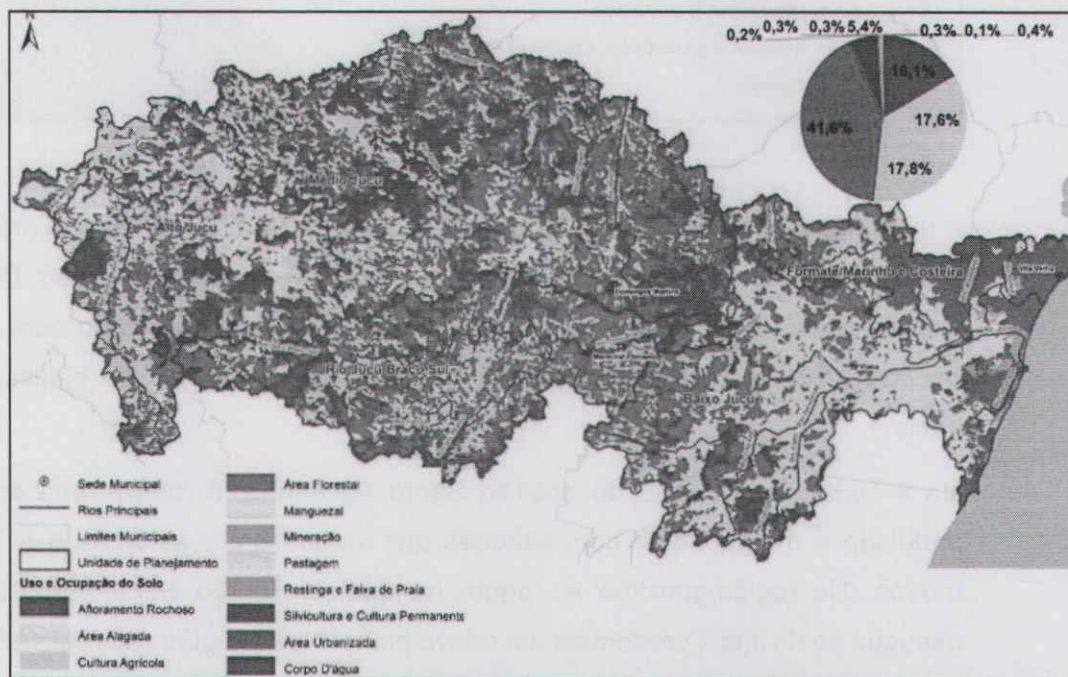 N
0,2% 0,3% 0,3% 5,4% 0,3% 0,1% 0,4%
16,1%
41,6%
17,6%
17,8%
Médio Jucu
Alto Jucu
Formate/Marinho e Costeira
Vila Velha
Domingos Martins
Rio Jucu Braço Sul
Viana
Baixo Jucu
Sede Municipal
Rios Principais
Limites Municipais
Unidade de Planejamento
Uso e Ocupação do Solo
Afloramento Rochoso
Área Alagada
Cultura Agrícola
Área Florestal
Manguezal
Mineração
Pastagem
Restinga e Faixa de Praia
Silvicultura e Cultura Permanente
Área Urbanizada
Corpo D'água